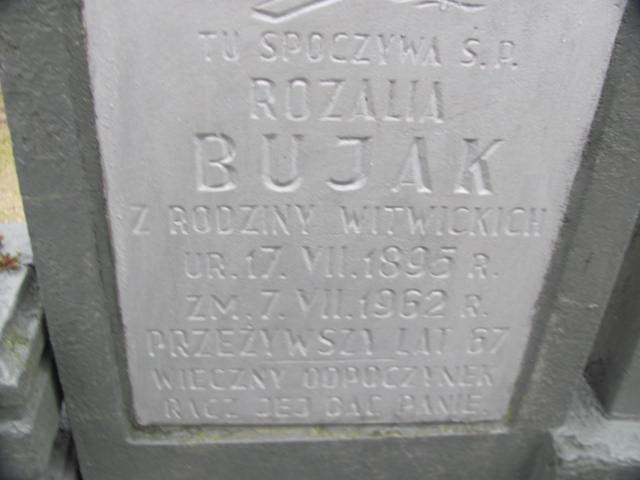 TU SPOCZYWA Ś.P.
ROZALIA
BUJAK
Z RODZINY WITWICKICH
UR. 17. VII. 1895 R.
ZM. 7. VII. 1962 R.
PRZEŻYWSZY LAT 67
WIECZNY ODPOCZYNEK
RACZ JEJ DAĆ PANIE.